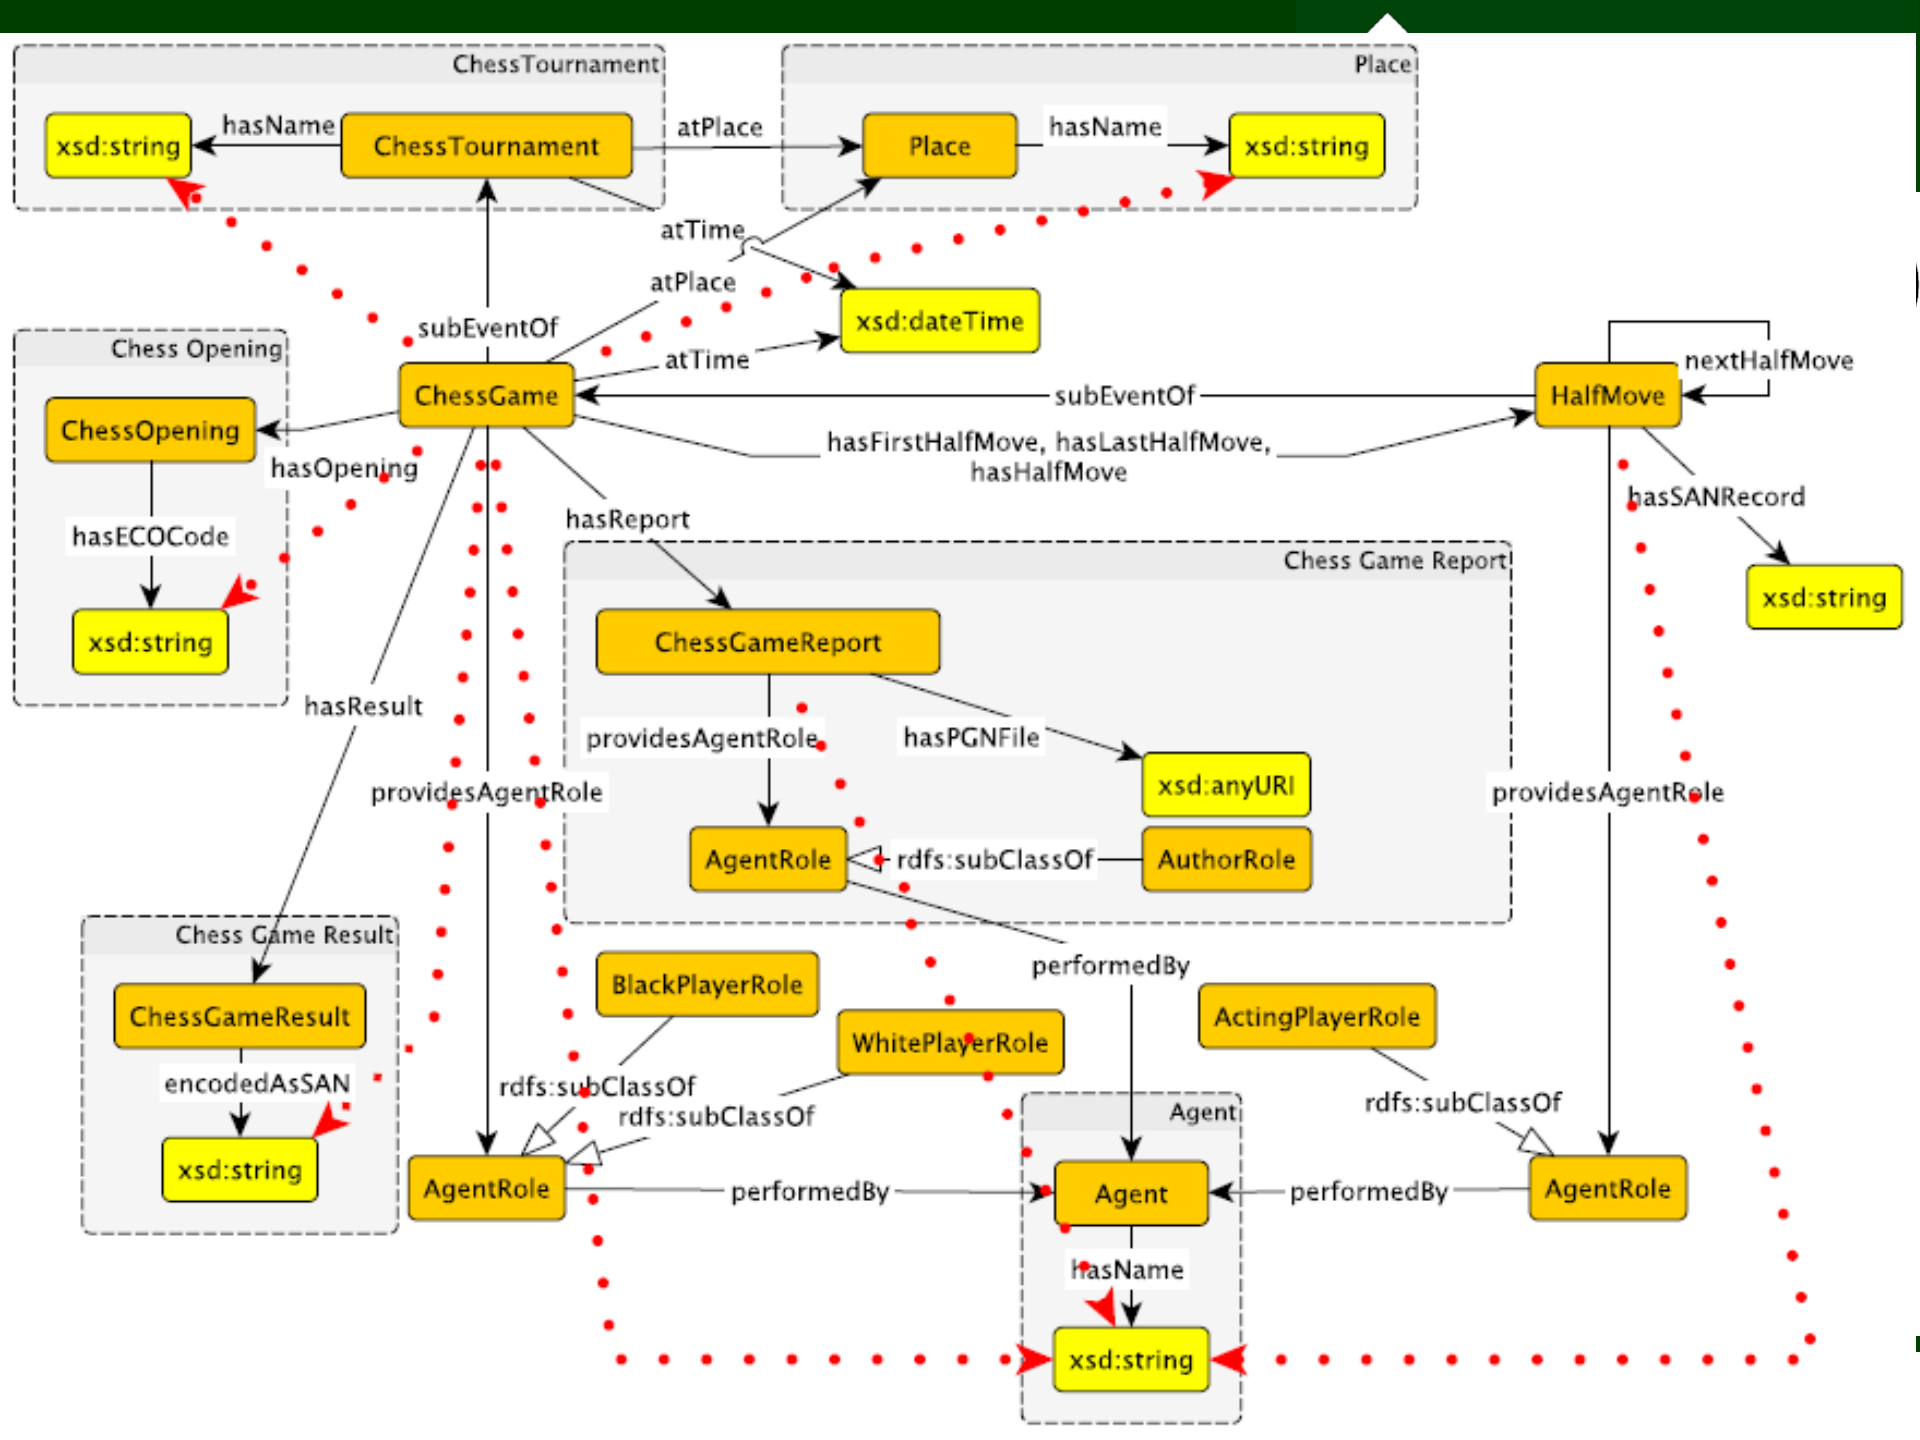 ChessTournament
Place
xsd:string
hasName
ChessTournament
atPlace
Place
hasName
xsd:string
atTime
atPlace
xsd:dateTime
subEventOf
atTime
Chess Opening
ChessGame
subEventOf
HalfMove
nextHalfMove
ChessOpening
hasOpening
hasFirstHalfMove, hasLastHalfMove,
hasHalfMove
hasSANRecord
hasReport
hasECOCode
Chess Game Report
xsd:string
xsd:string
ChessGameReport
hasResult
providesAgentRole
hasPGNFile
xsd:anyURI
providesAgentRole
providesAgentRole
AgentRole
rdfs:subClassOf
AuthorRole
Chess Game Result
performedBy
BlackPlayerRole
ChessGameResult
WhitePlayerRole
ActingPlayerRole
encodedAsSAN
rdfs:subClassOf
rdfs:subClassOf
Agent
rdfs:subClassOf
xsd:string
AgentRole
performedBy
Agent
performedBy
AgentRole
hasName
xsd:string